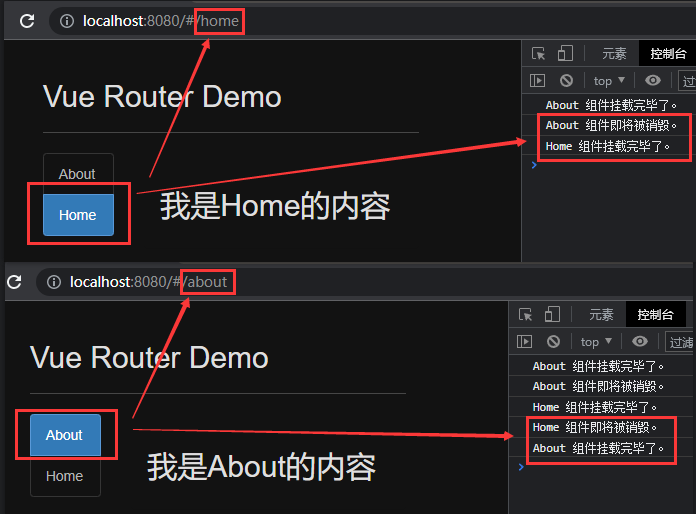 localhost:8080/#/home
元素
控制台
Vue Router Demo
top
过
About 组件挂载完毕了。
About 组件即将被销毁。
Home 组件挂载完毕了。
About
Home
我是Home的内容
localhost:8080/#/about
元素
控制台
Vue Router Demo
top
过滤
About 组件挂载完毕了。
About 组件即将被销毁。
Home 组件挂载完毕了。
Home 组件即将被销毁。
About 组件挂载完毕了。
About
Home
我是About的内容